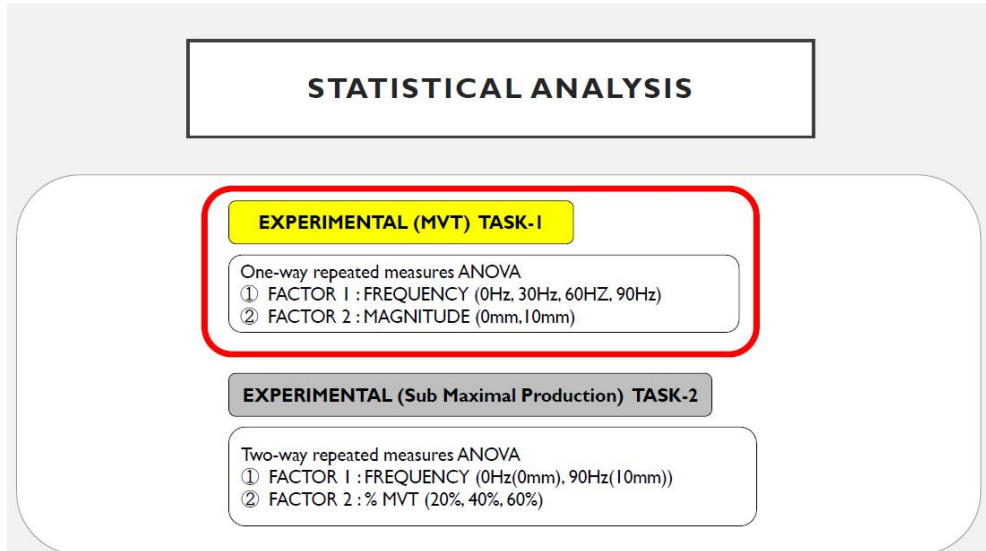 STATISTICAL ANALYSIS
EXPERIMENTAL (MVT) TASK-1
One-way repeated measures ANOVA
① FACTOR 1 : FREQUENCY (0Hz, 30Hz, 60HZ, 90Hz)
② FACTOR 2 : MAGNITUDE (0mm,10mm)
EXPERIMENTAL (Sub Maximal Production) TASK-2
Two-way repeated measures ANOVA
① FACTOR 1 : FREQUENCY (0Hz(0mm), 90Hz(10mm))
② FACTOR 2 : % MVT (20%, 40%, 60%)